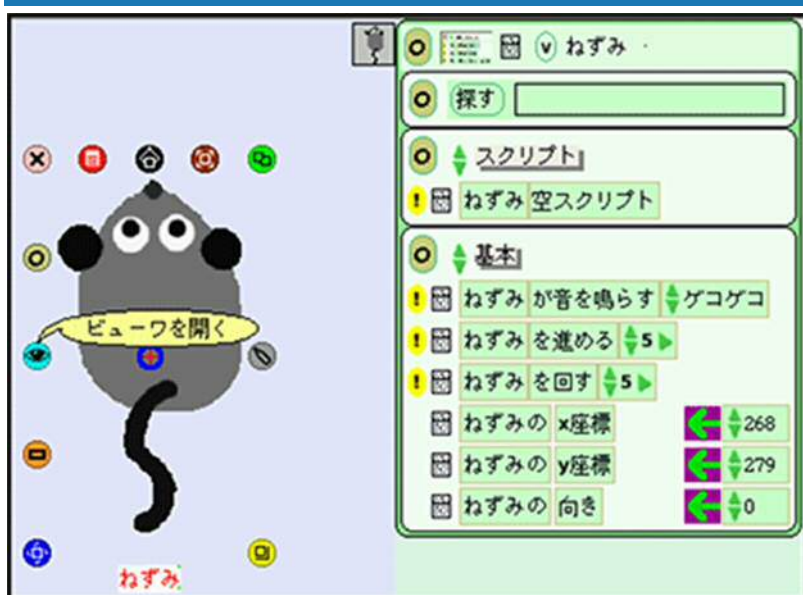 ねずみ
探す
スクリプト
! ねずみ 空スクリプト
基本
! ねずみ が音を鳴らす ゲコゲコ
! ねずみ を進める 5
! ねずみ を回す 5
ねずみの x座標 268
ねずみの y座標 279
ねずみの 向き 0
ビューワを開く
ねずみ